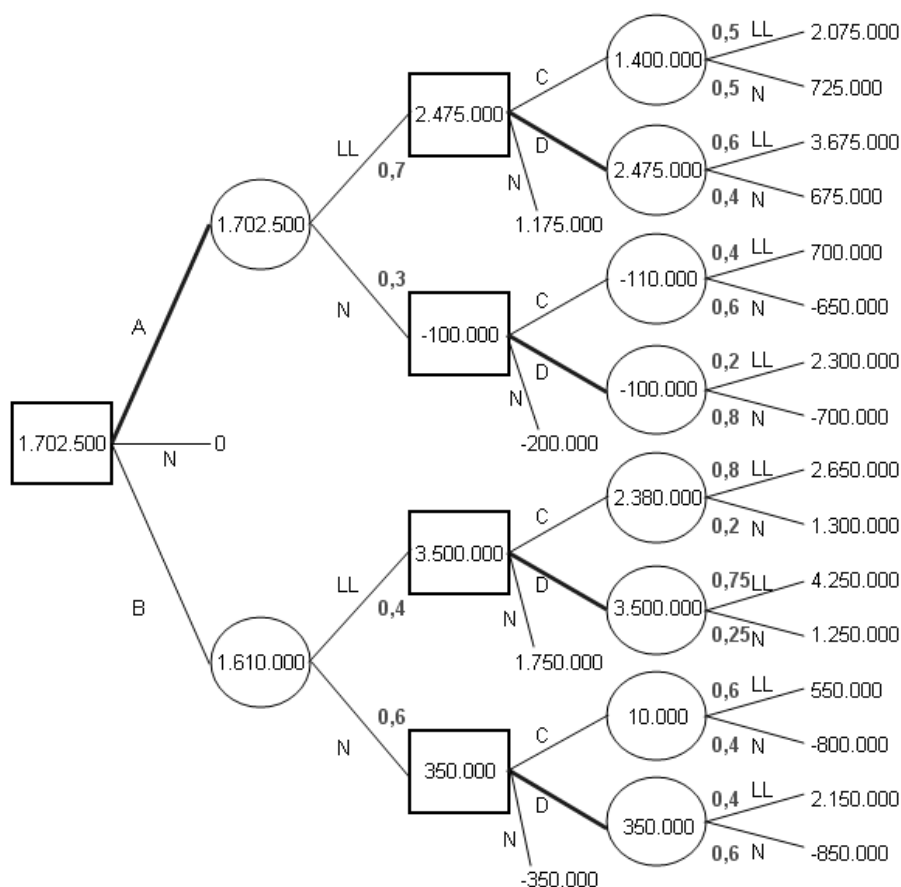 0,5 LL 2.075.000
1.400.000
C
0,5 N 725.000
2.475.000
LL
0,7
D
0,6 LL 3.675.000
2.475.000
0,4 N 675.000
N
1.175.000
1.702.500
0,3
N
0,4 LL 700.000
-110.000
C
0,6 N -650.000
-100.000
D
0,2 LL 2.300.000
-100.000
0,8 N -700.000
N
-200.000
A
1.702.500
N 0
B
0,8 LL 2.650.000
2.380.000
C
0,2 N 1.300.000
3.500.000
LL
0,4
D
0,75 LL 4.250.000
3.500.000
0,25 N 1.250.000
N
1.750.000
1.610.000
0,6
N
0,6 LL 550.000
10.000
C
0,4 N -800.000
350.000
D
0,4 LL 2.150.000
350.000
0,6 N -850.000
N
-350.000